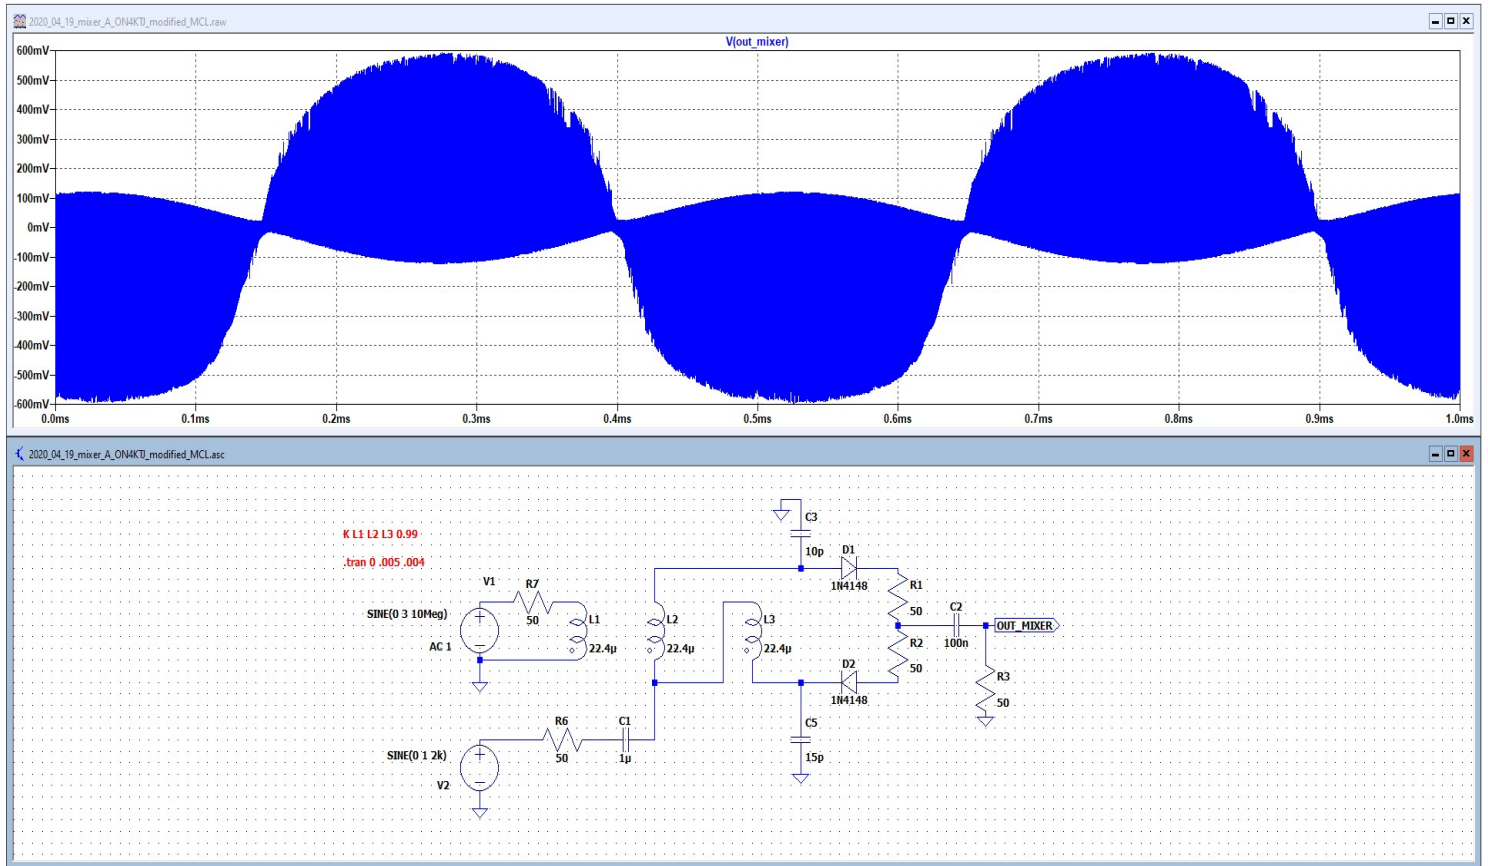 2020_04_19_mixer_A_ON4KTJ_modified_MCL.raw
V(out_mixer)
600mV
500mV
400mV
300mV
200mV
100mV
0mV
-100mV
-200mV
-300mV
-400mV
-500mV
-600mV
0.0ms 0.1ms 0.2ms 0.3ms 0.4ms 0.5ms 0.6ms 0.7ms 0.8ms 0.9ms 1.0ms
2020_04_19_mixer_A_ON4KTJ_modified_MCL.asc
K L1 L2 L3 0.99
.tran 0 .005 .004
V1
SINE(0 3 10Meg)
AC 1
R7
50
L1
22.4µ
L2
22.4µ
L3
22.4µ
C3
10p
D1
1N4148
R1
50
C2
100n
OUT_MIXER
R2
50
D2
1N4148
R3
50
C5
15p
R6
50
C1
1µ
SINE(0 1 2k)
V2